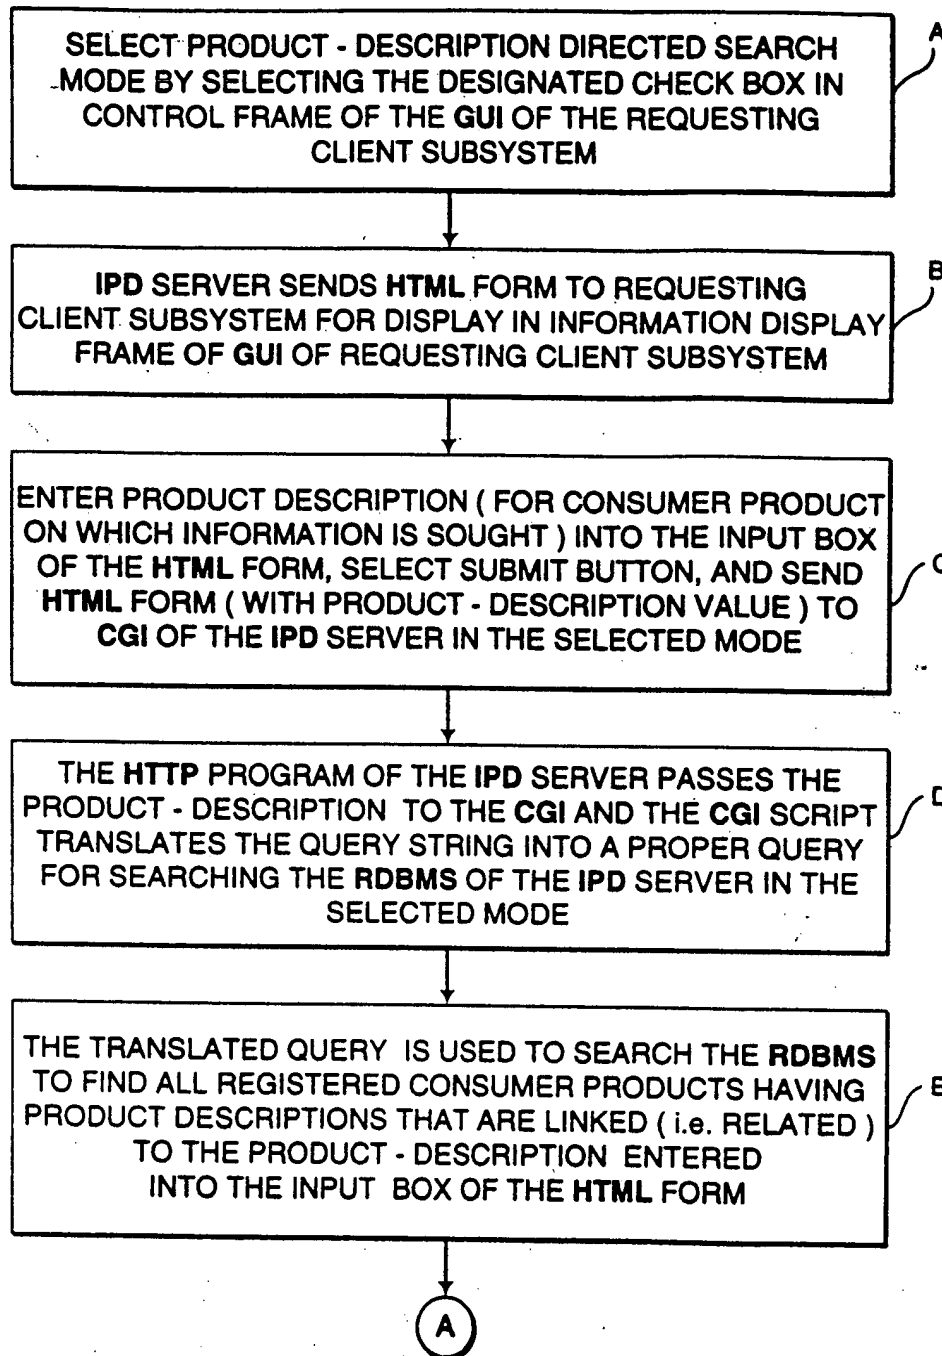 SELECT PRODUCT - DESCRIPTION DIRECTED SEARCH
MODE BY SELECTING THE DESIGNATED CHECK BOX IN
CONTROL FRAME OF THE GUI OF THE REQUESTING
CLIENT SUBSYSTEM
A
IPD SERVER SENDS HTML FORM TO REQUESTING
CLIENT SUBSYSTEM FOR DISPLAY IN INFORMATION DISPLAY
FRAME OF GUI OF REQUESTING CLIENT SUBSYSTEM
B
ENTER PRODUCT DESCRIPTION ( FOR CONSUMER PRODUCT
ON WHICH INFORMATION IS SOUGHT ) INTO THE INPUT BOX
OF THE HTML FORM, SELECT SUBMIT BUTTON, AND SEND
HTML FORM ( WITH PRODUCT - DESCRIPTION VALUE ) TO
CGI OF THE IPD SERVER IN THE SELECTED MODE
C
THE HTTP PROGRAM OF THE IPD SERVER PASSES THE
PRODUCT - DESCRIPTION TO THE CGI AND THE CGI SCRIPT
TRANSLATES THE QUERY STRING INTO A PROPER QUERY
FOR SEARCHING THE RDBMS OF THE IPD SERVER IN THE
SELECTED MODE
D
THE TRANSLATED QUERY IS USED TO SEARCH THE RDBMS
TO FIND ALL REGISTERED CONSUMER PRODUCTS HAVING
PRODUCT DESCRIPTIONS THAT ARE LINKED ( i.e. RELATED )
TO THE PRODUCT - DESCRIPTION ENTERED
INTO THE INPUT BOX OF THE HTML FORM
E
A